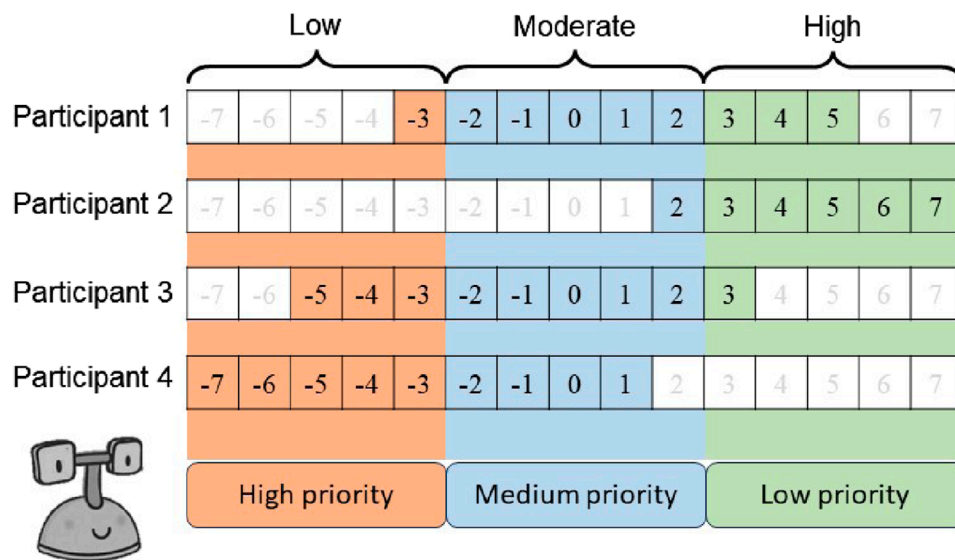 Low Moderate High
Participant 1 -7 -6 -5 -4 -3 -2 -1 0 1 2 3 4 5 6 7
Participant 2 -7 -6 -5 -4 -3 -2 -1 0 1 2 3 4 5 6 7
Participant 3 -7 -6 -5 -4 -3 -2 -1 0 1 2 3 4 5 6 7
Participant 4 -7 -6 -5 -4 -3 -2 -1 0 1 2 3 4 5 6 7
High priority Medium priority Low priority